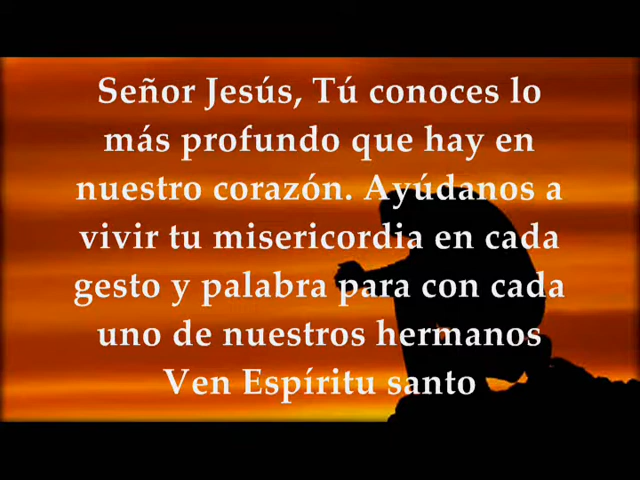 Señor Jesús, Tú conoces lo
más profundo que hay en
nuestro corazón. Ayúdanos a
vivir tu misericordia en cada
gesto y palabra para con cada
uno de nuestros hermanos
Ven Espíritu santo